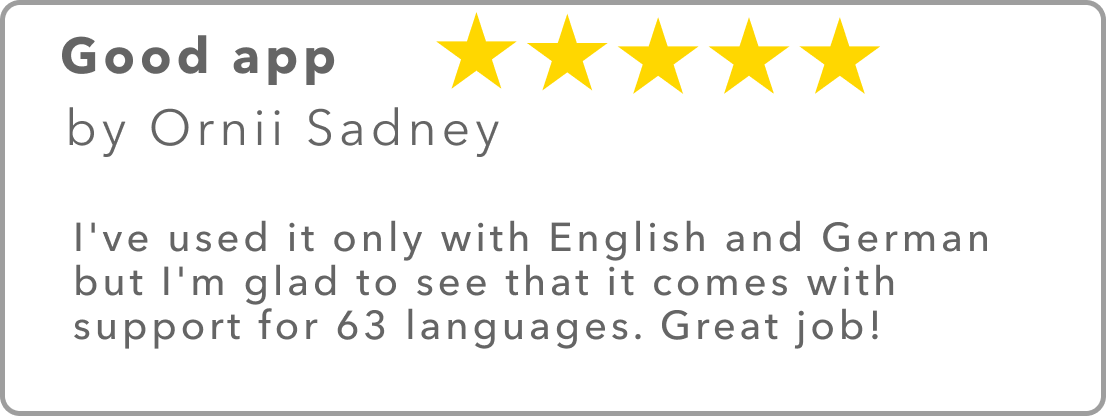 Good app
by Ornii Sadney
I've used it only with English and German
but I'm glad to see that it comes with
support for 63 languages. Great job!